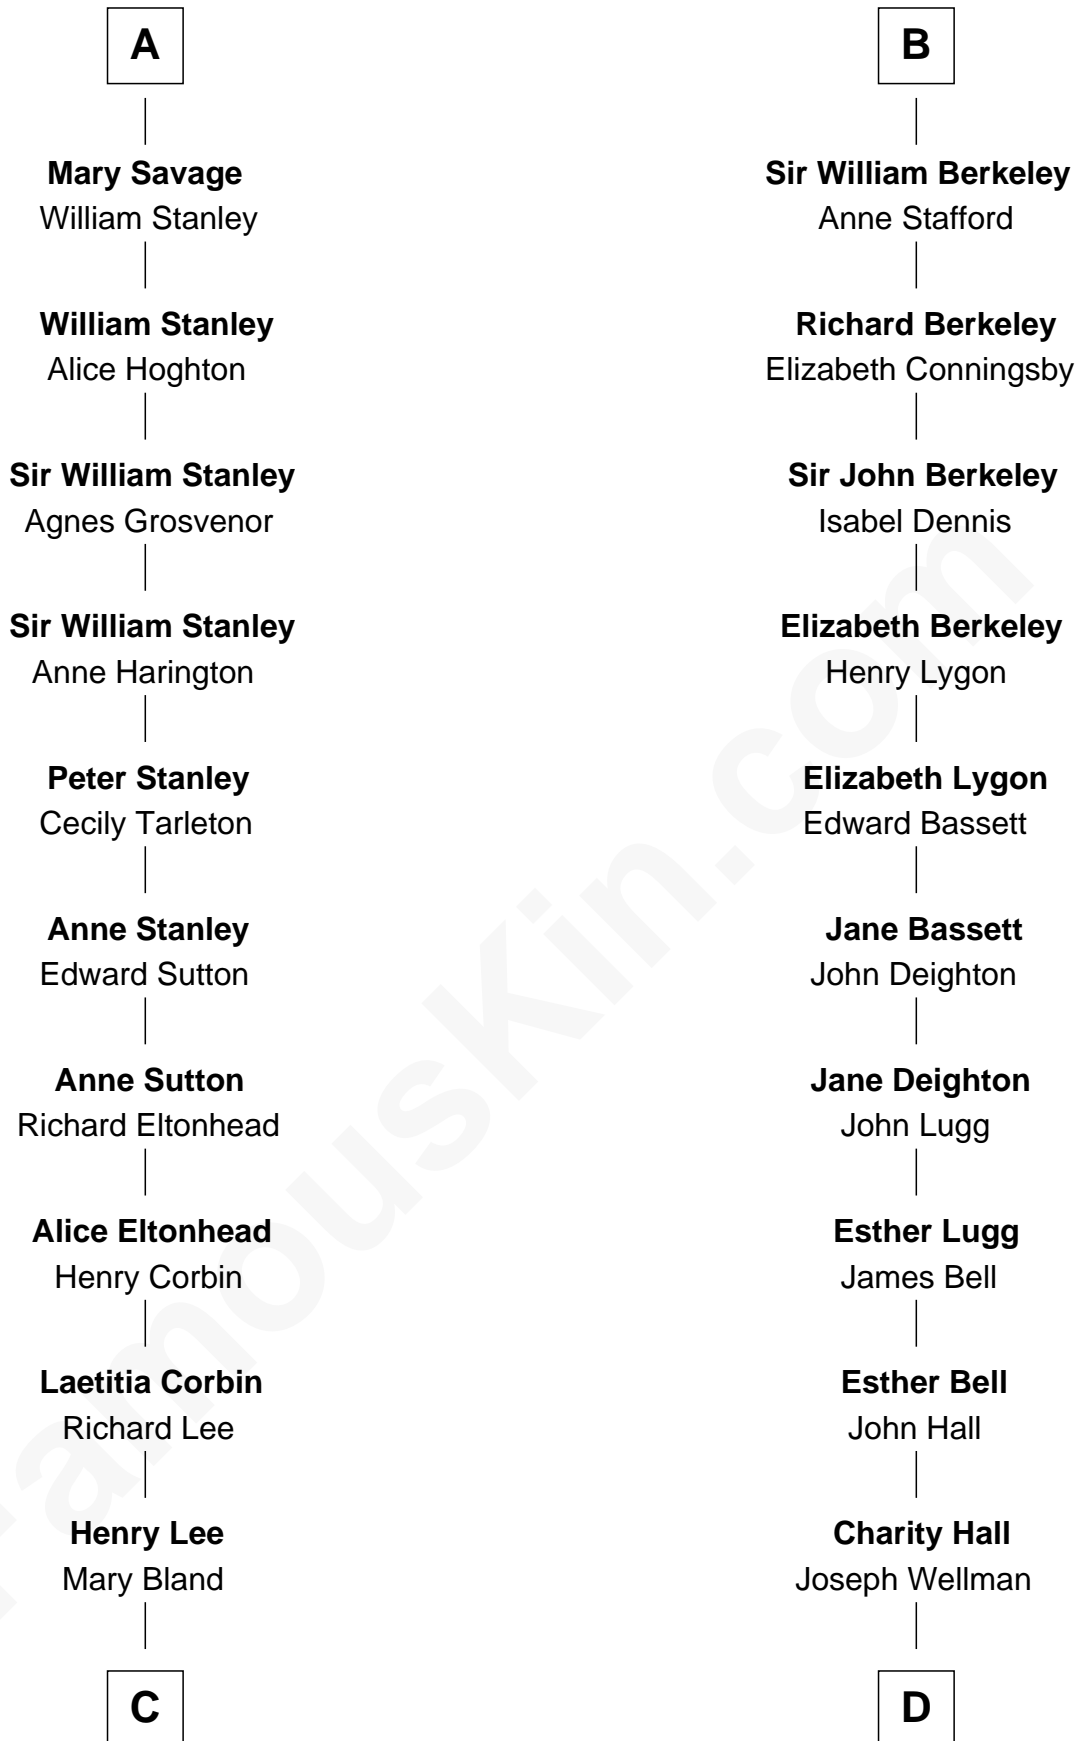 A
Mary Savage
William Stanley
William Stanley
Alice Hoghton
Sir William Stanley
Agnes Grosvenor
Sir William Stanley
Anne Harington
Peter Stanley
Cecily Tarleton
Anne Stanley
Edward Sutton
Anne Sutton
Richard Eltonhead
Alice Eltonhead
Henry Corbin
Laetitia Corbin
Richard Lee
Henry Lee
Mary Bland
C
B
Sir William Berkeley
Anne Stafford
Richard Berkeley
Elizabeth Conningsby
Sir John Berkeley
Isabel Dennis
Elizabeth Berkeley
Henry Lygon
Elizabeth Lygon
Edward Bassett
Jane Bassett
John Deighton
Jane Deighton
John Lugg
Esther Lugg
James Bell
Esther Bell
John Hall
Charity Hall
Joseph Wellman
D
FamousKin.com